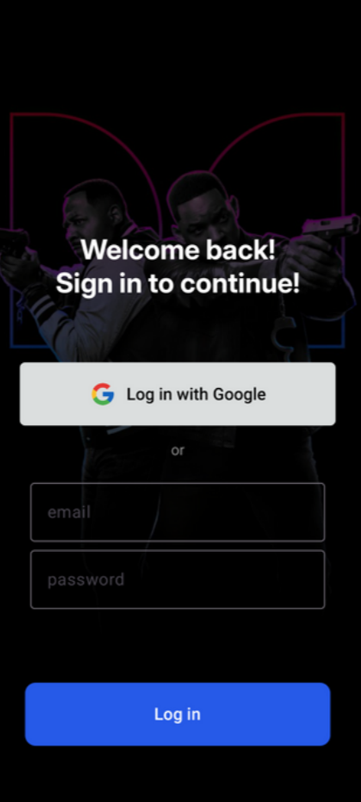 Welcome back!
Sign in to continue!
Log in with Google
or
email
password
Log in